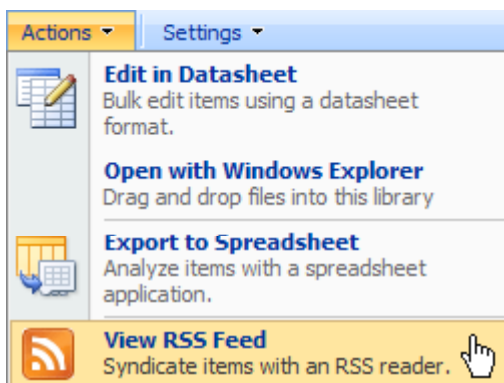 Actions Settings
Edit in Datasheet
Bulk edit items using a datasheet
format.
Open with Windows Explorer
Drag and drop files into this library
Export to Spreadsheet
Analyze items with a spreadsheet
application.
View RSS Feed
Syndicate items with an RSS reader.